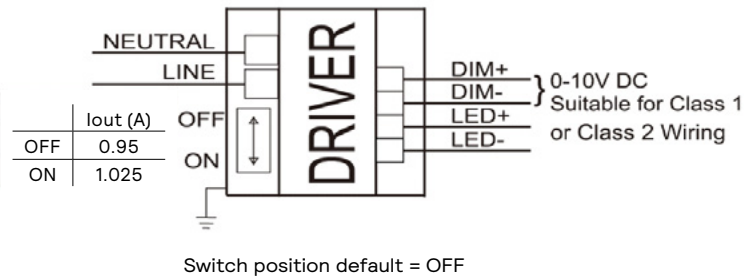 NEUTRAL
LINE
OFF
ON
DRIVER
DIM+
DIM-
LED+
LED-
0-10V DC
Suitable for Class 1
or Class 2 Wiring
Iout (A)
OFF 0.95
ON 1.025
Switch position default = OFF